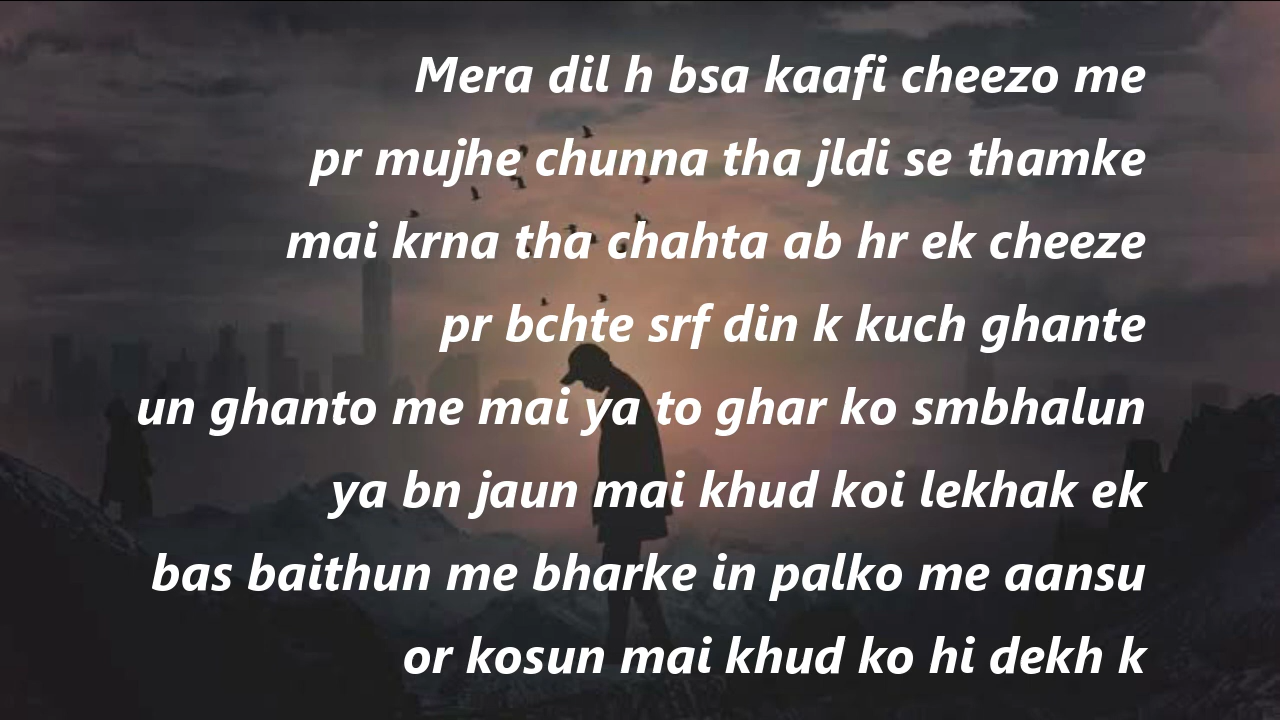 Mera dil h bsa kaafi cheezo me
pr mujhe chunna tha jldi se thamke
mai krna tha chahta ab hr ek cheeze
pr bchte srf din k kuch ghante
un ghanto me mai ya to ghar ko smbhalun
ya bn jaun mai khud koi lekhak ek
bas baithun me bharke in palko me aansu
or kosun mai khud ko hi dekh k